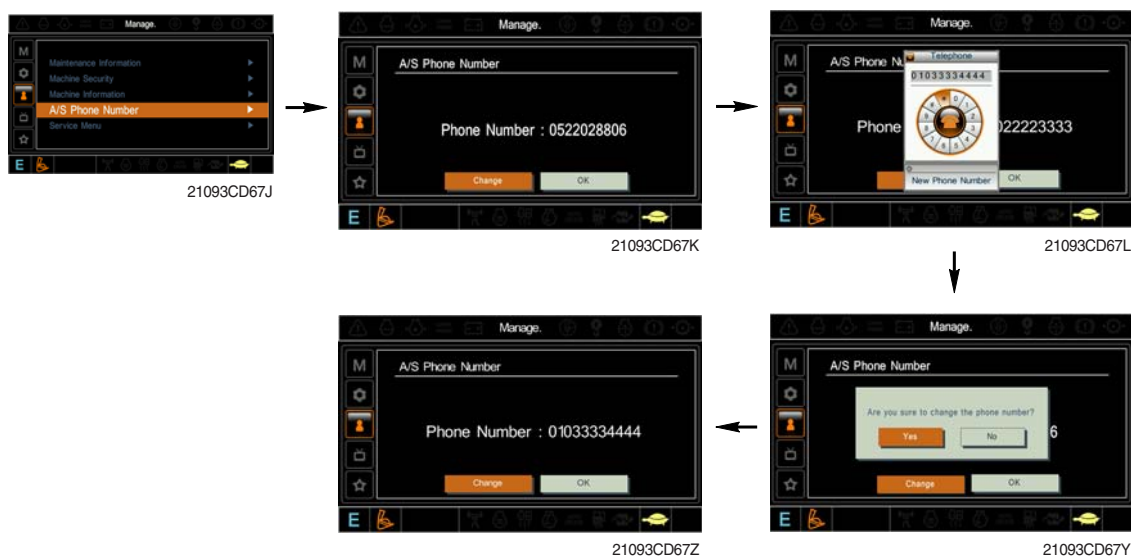 Manage.
M
Maintenance Information
Machine Security
Machine Information
A/S Phone Number
Service Menu
E
21093CD67J
Manage.
M
A/S Phone Number
Phone Number : 0522028806
Change
OK
E
21093CD67K
Manage.
M
A/S Phone Nu
Telephone
01033334444
Phone
022223333
New Phone Number
OK
E
21093CD67L
Manage.
M
A/S Phone Number
Are you sure to change the phone number?
Yes
No
6
Change
OK
E
21093CD67Y
Manage.
M
A/S Phone Number
Phone Number : 01033334444
Change
OK
E
21093CD67Z